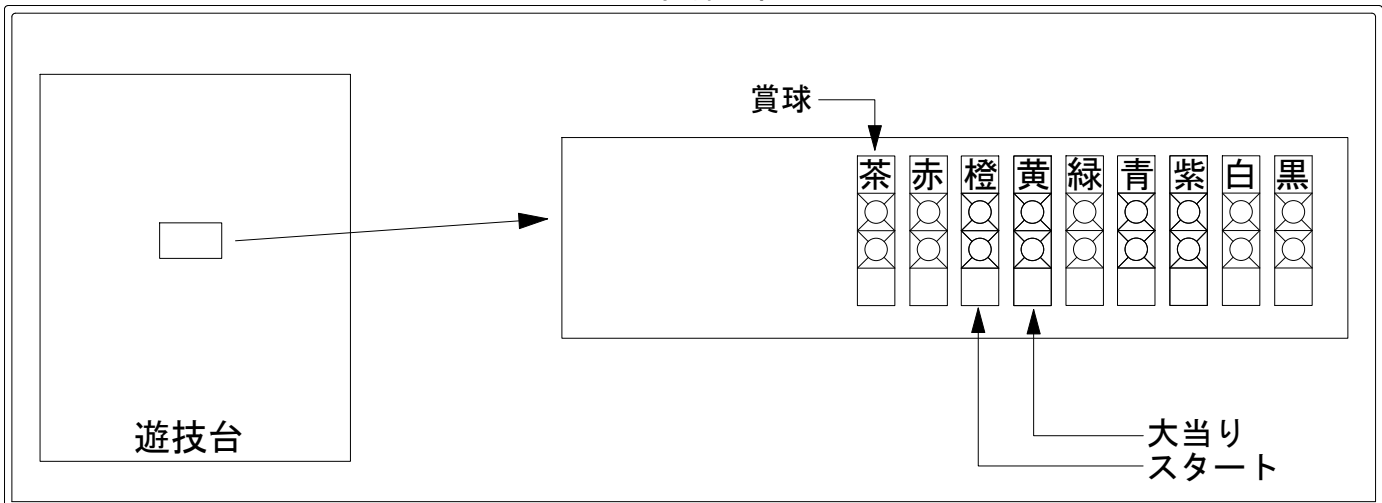 賞球
茶 赤 橙 黄 緑 青 紫 白 黒
遊技台
大当り
スタート